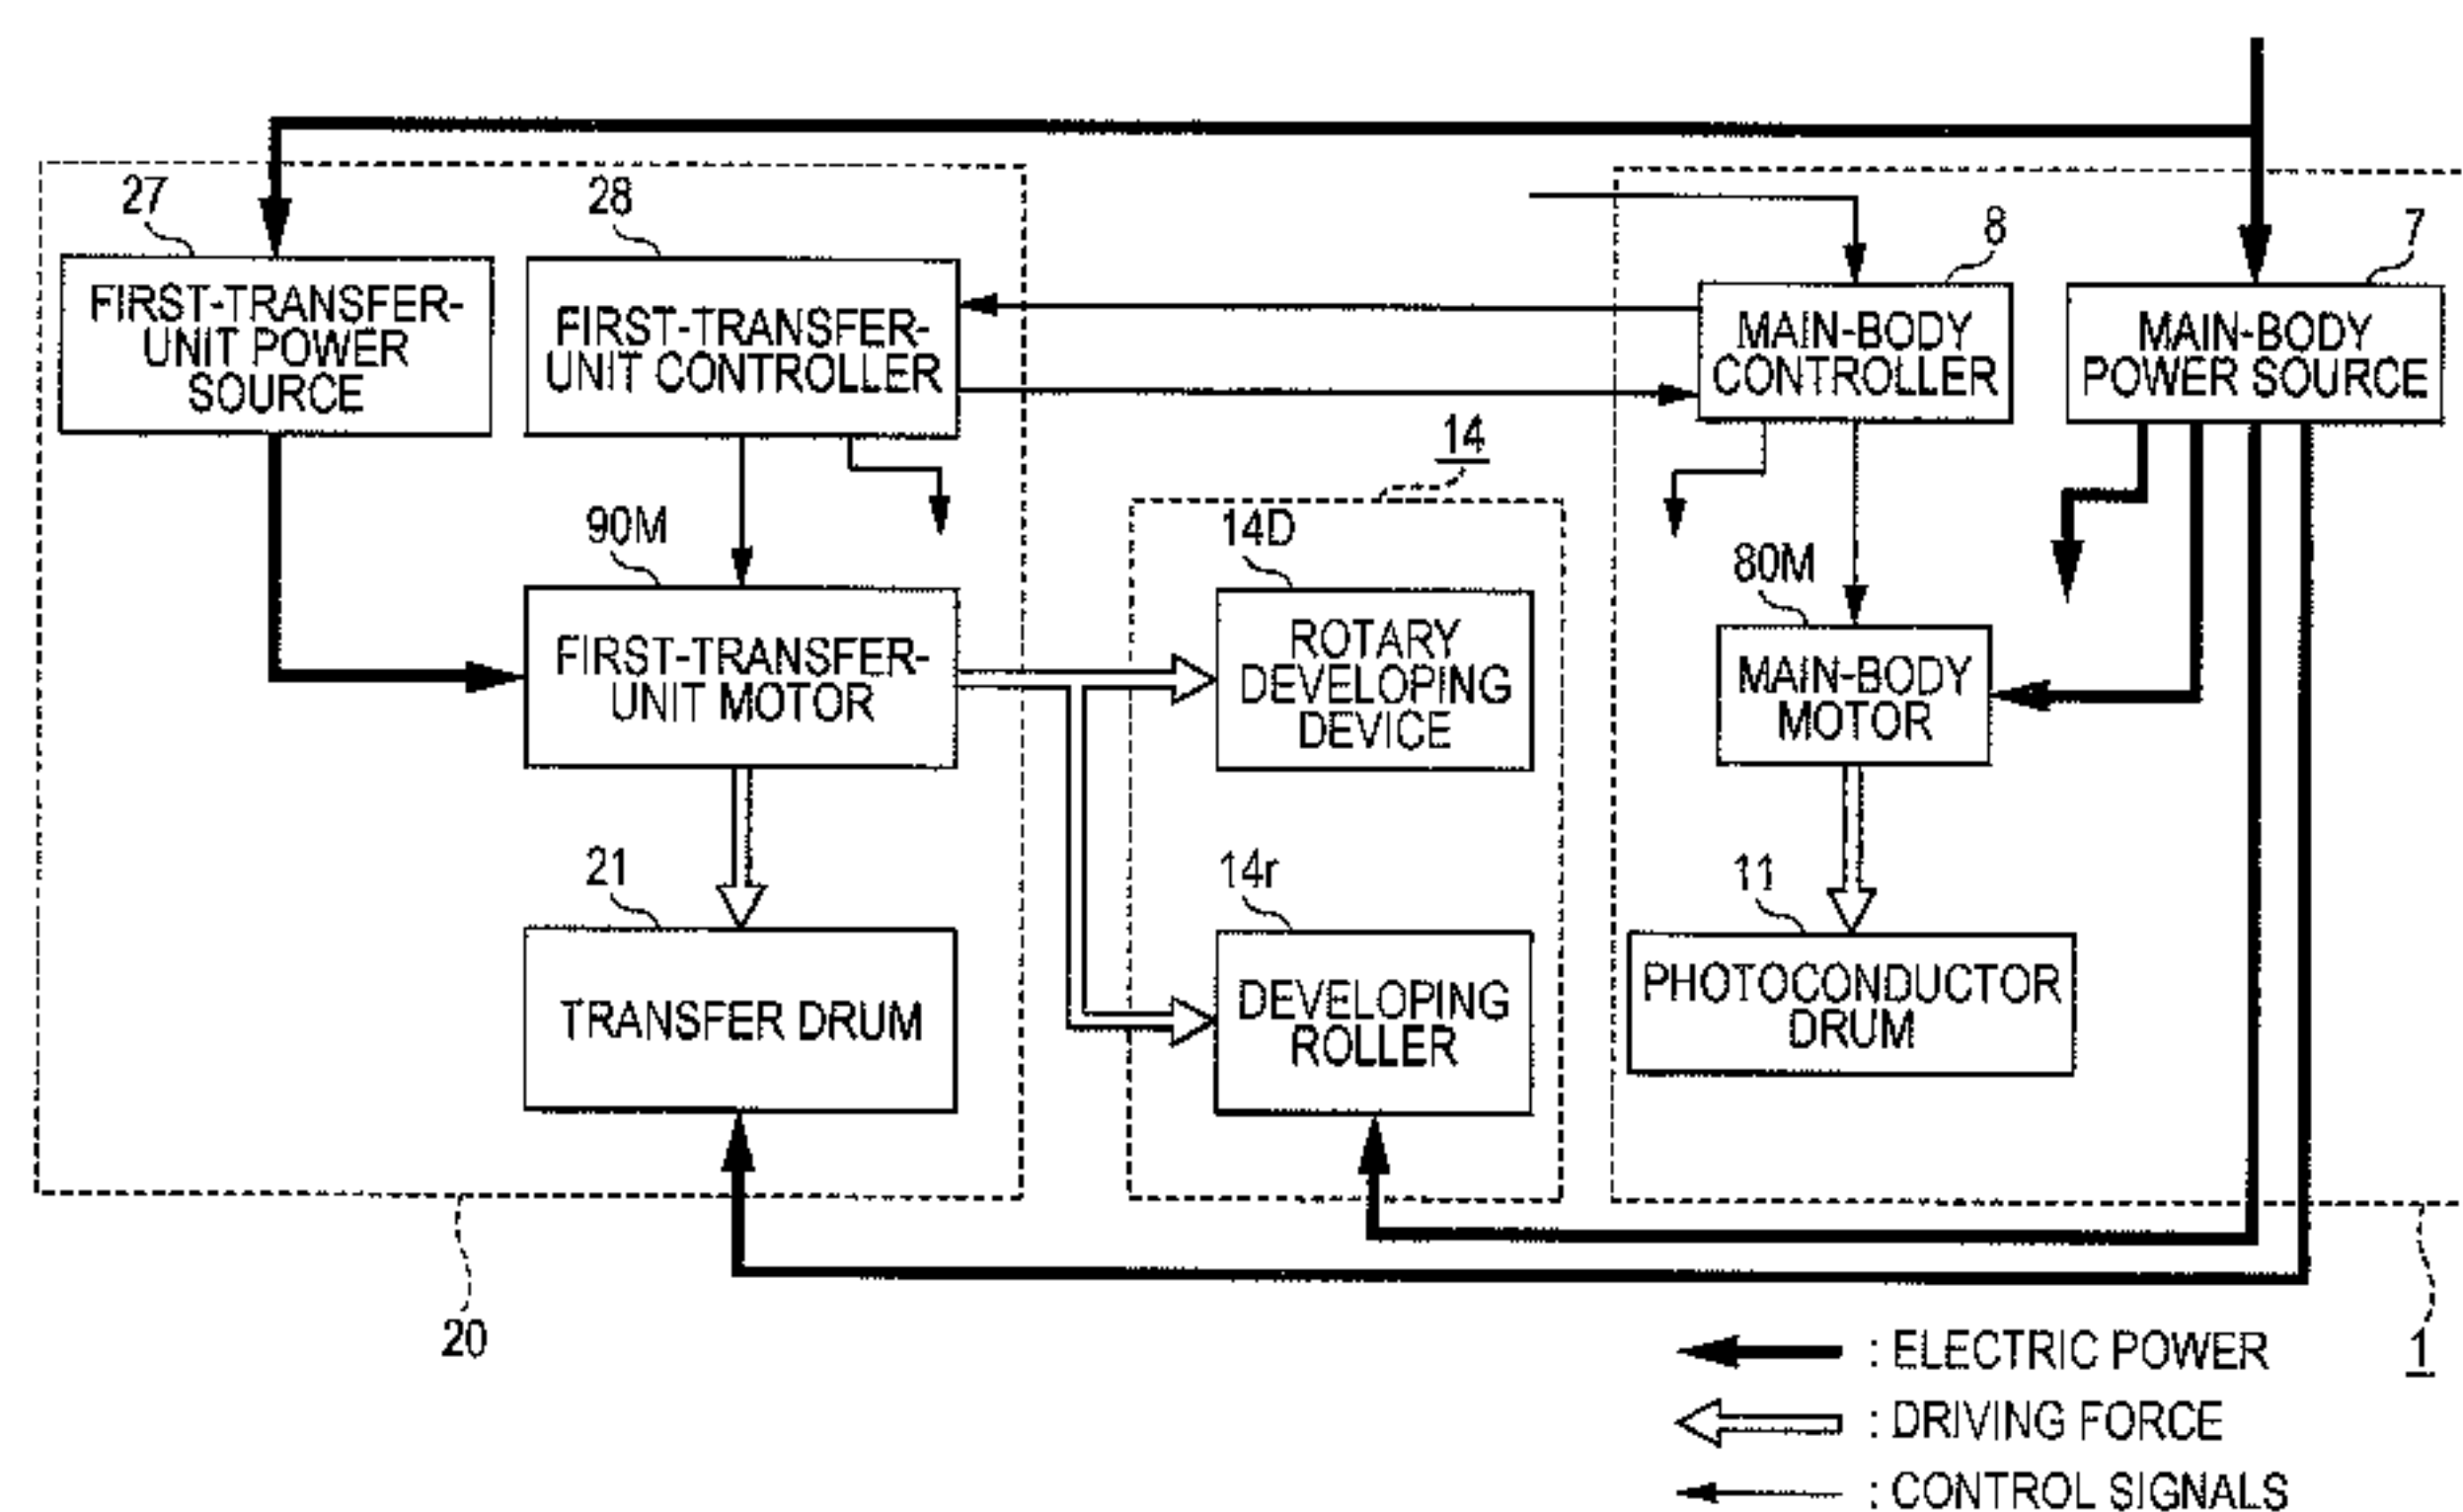 27
28
8
7
FIRST-TRANSFER-
UNIT POWER
SOURCE
FIRST-TRANSFER-
UNIT CONTROLLER
MAIN-BODY
CONTROLLER
MAIN-BODY
POWER SOURCE
14
90M
14D
80M
FIRST-TRANSFER-
UNIT MOTOR
ROTARY
DEVELOPING
DEVICE
MAIN-BODY
MOTOR
21
14r
11
TRANSFER DRUM
DEVELOPING
ROLLER
PHOTOCONDUCTOR
DRUM
20
1
: ELECTRIC POWER
: DRIVING FORCE
: CONTROL SIGNALS